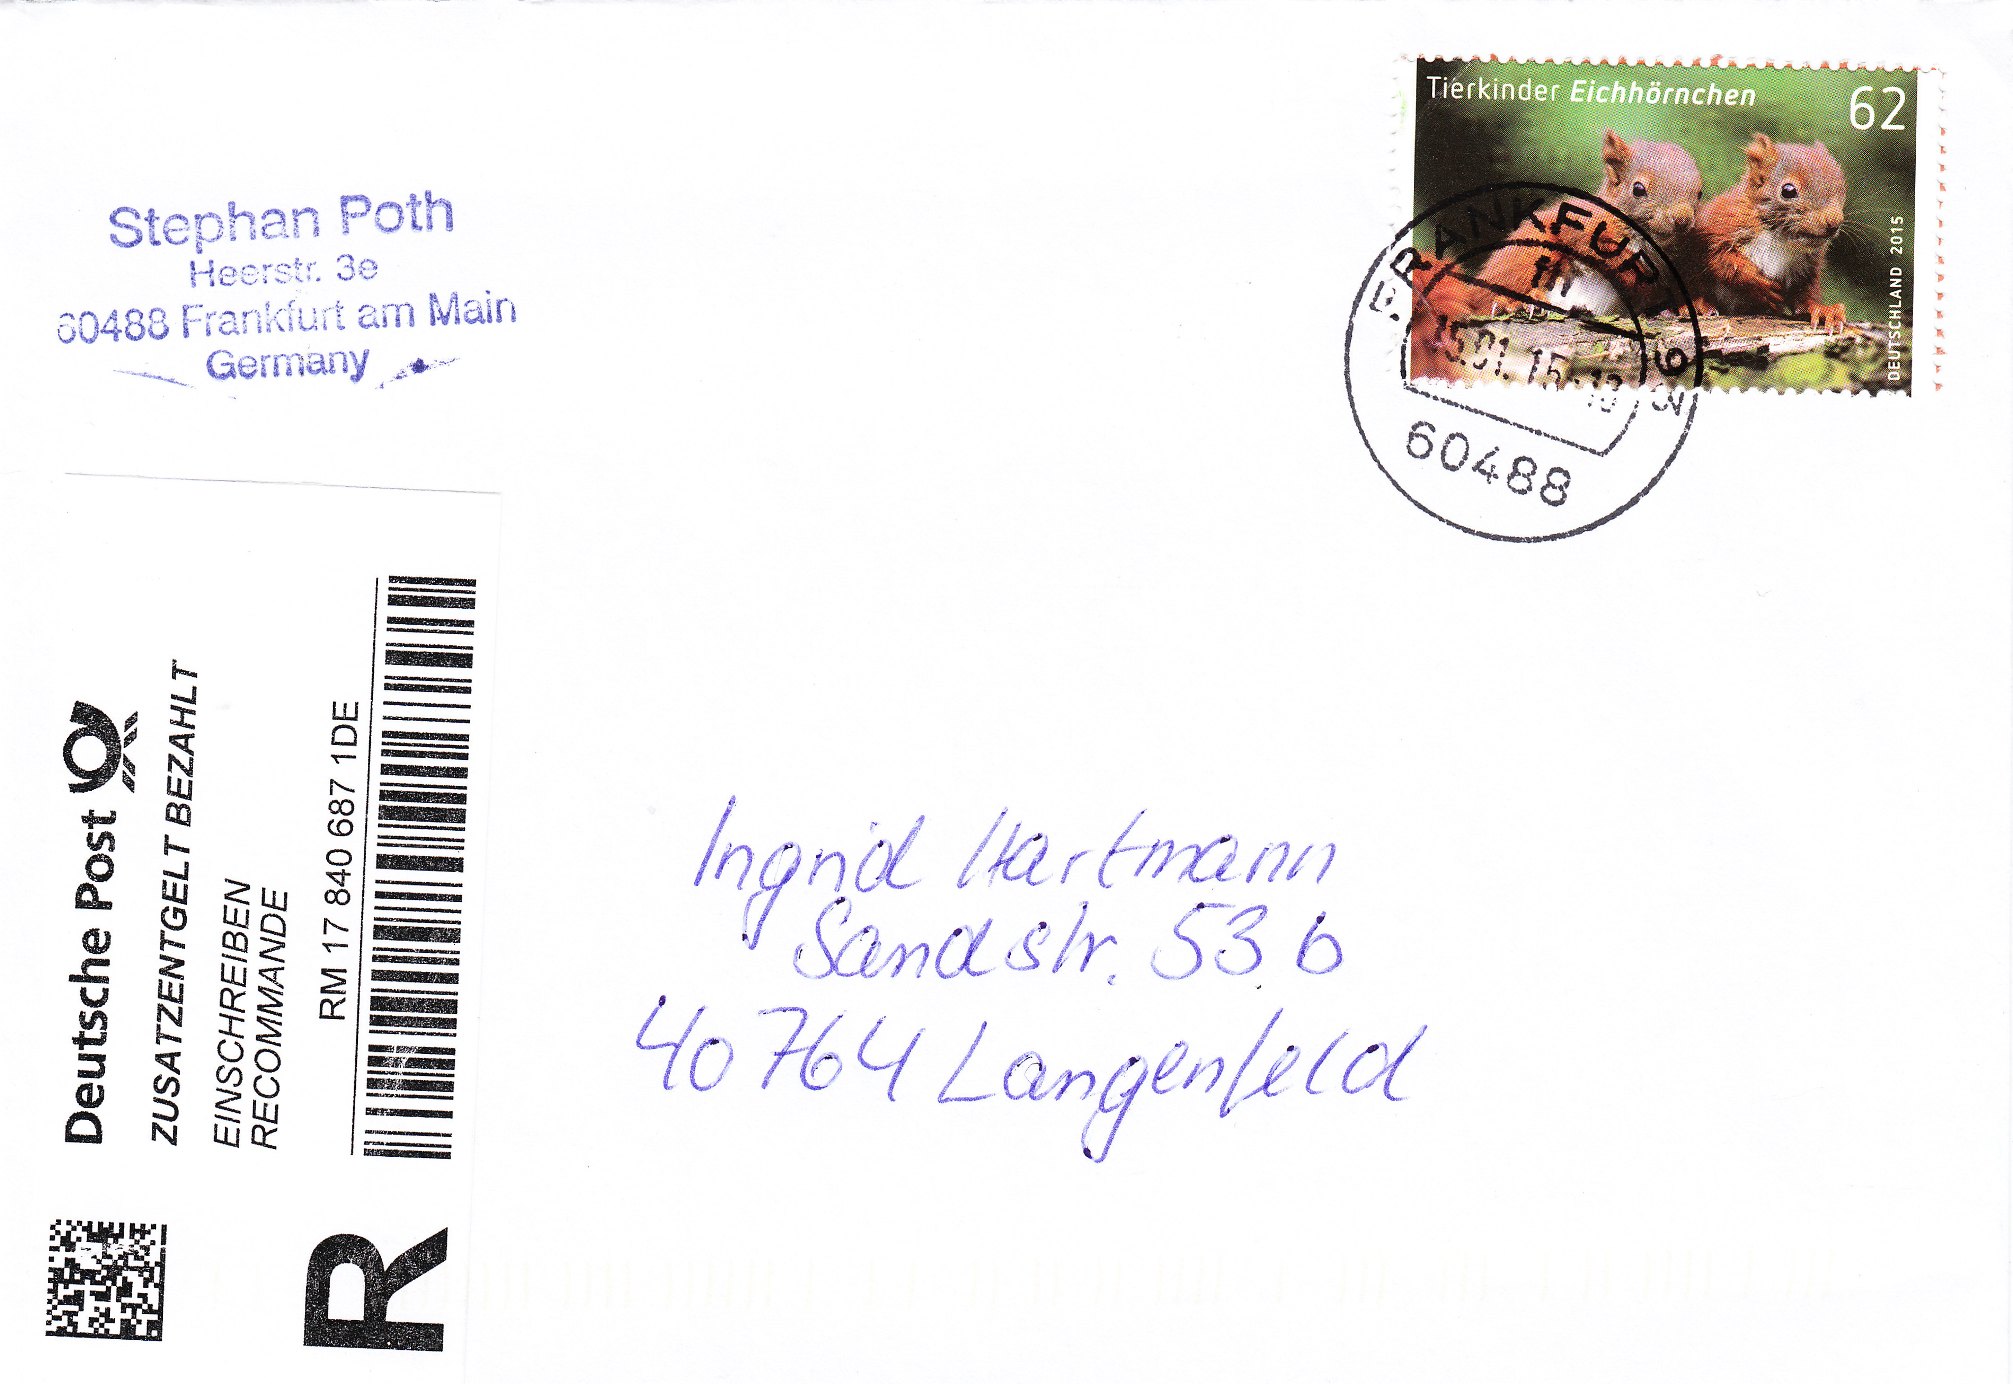 Stephan Poth
Heerstr. 3e
60488 Frankfurt am Main
Germany
Tierkinder Eichhörnchen
62
DEUTSCHLAND 2015
FRANKFURT
60488
Deutsche Post
ZUSATZENTGELT BEZAHLT
EINSCHREIBEN
RECOMMANDE
RM 17 840 687 1DE
R
Ingrid Hartmann
Sandstr. 53 b
40764 Langenfeld